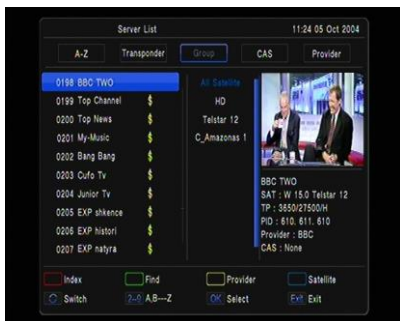 Server List
11:24 05 Oct 2004
A-Z
Transponder
Group
CAS
Provider
0198 BBC TWO
0199 Top Channel $
0200 Top News $
0201 My-Music $
0202 Bang Bang $
0203 Cufo Tv $
0204 Junior Tv $
0205 EXP shkence $
0206 EXP histori $
0207 EXP natyra $
All Satellite
HD
Telstar 12
C_Amazonas 1
BBC TWO
SAT : W 15.0 Telstar 12
TP : 3650/27500/H
PID : 610, 611, 610
Provider : BBC
CAS : None
Index
Find
Provider
Satellite
Switch
2~9 A,B---Z
OK Select
Exit Exit